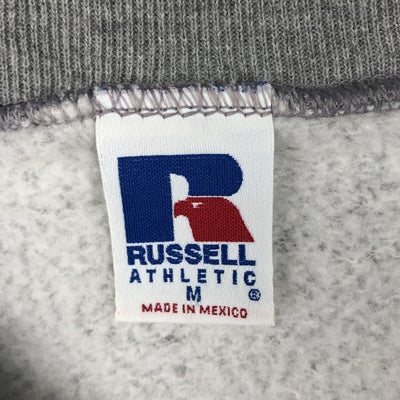 R
RUSSELL
ATHLETIC
M ®
MADE IN MEXICO